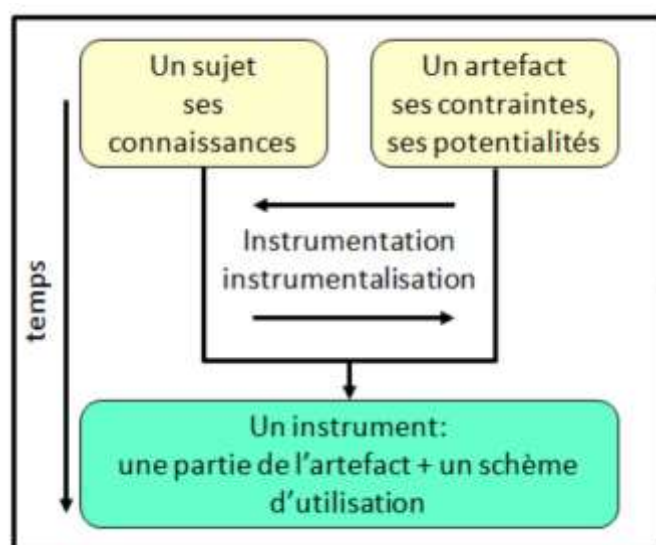 Un sujet
ses
connaissances
Un artefact
ses contraintes,
ses potentialités
Instrumentation
instrumentalisation
temps
Un instrument:
une partie de l'artefact + un schème
d'utilisation